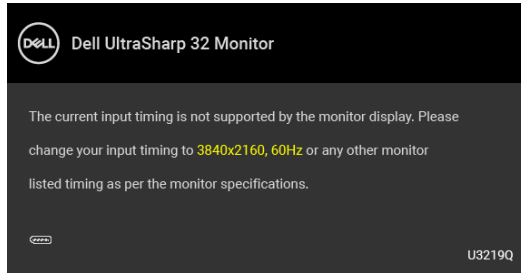 DELL Dell UltraSharp 32 Monitor
The current input timing is not supported by the monitor display. Please
change your input timing to 3840x2160, 60Hz or any other monitor
listed timing as per the monitor specifications.
U3219Q